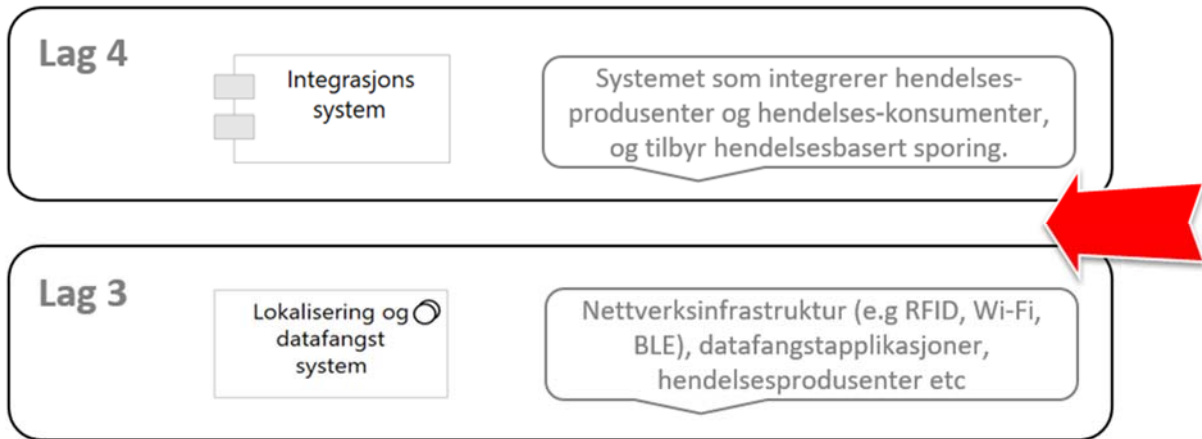 Lag 4
Integrasjons
system
Systemet som integrerer hendelses-
produsenter og hendelses-konsumenter,
og tilbyr hendelsesbasert sporing.
Lag 3
Lokalisering og
datafangst
system
Nettverksinfrastruktur (e.g RFID, Wi-Fi,
BLE), datafangstapplikasjoner,
hendelsesprodusenter etc